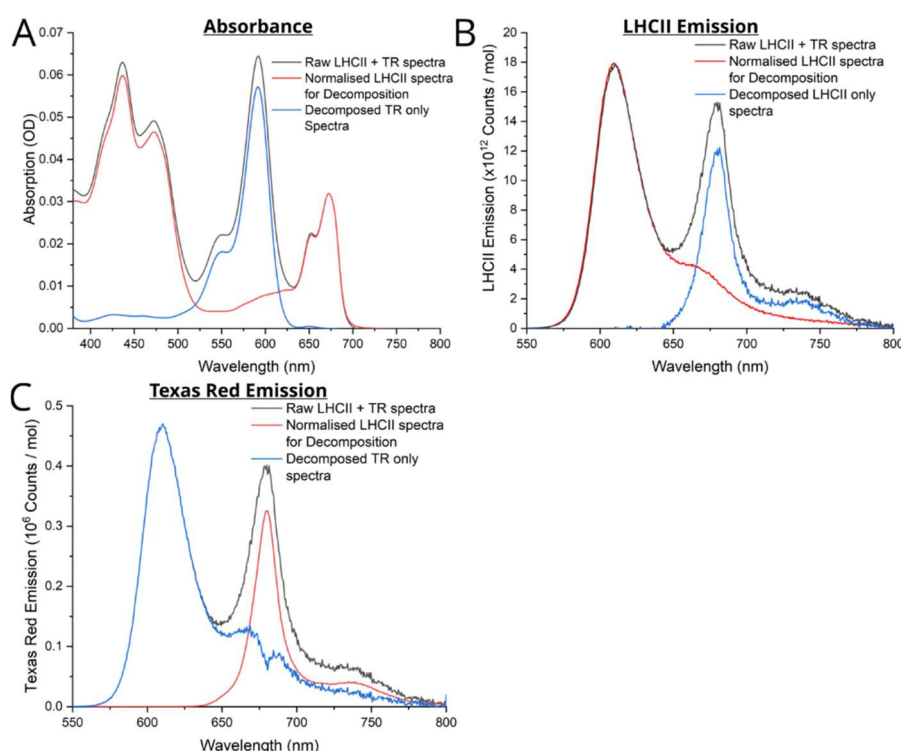 A
Absorbance
Raw LHCII + TR spectra
Normalised LHCII spectra
for Decomposition
Decomposed TR only
Spectra
0.07
0.06
0.05
0.04
0.03
0.02
0.01
0.00
Absorption (OD)
400 450 500 550 600 650 700 750 800
Wavelength (nm)
B
LHCII Emission
Raw LHCII + TR spectra
Normalised LHCII spectra
for Decomposition
Decomposed LHCII only
spectra
20
18
16
14
12
10
8
6
4
2
0
LHCII Emission (x10¹² Counts / mol)
550 600 650 700 750 800
Wavelength (nm)
C
Texas Red Emission
Raw LHCII + TR spectra
Normalised LHCII spectra
for Decomposition
Decomposed TR only
spectra
0.5
0.4
0.3
0.2
0.1
0.0
Texas Red Emission (10⁶ Counts / mol)
550 600 650 700 750 800
Wavelength (nm)